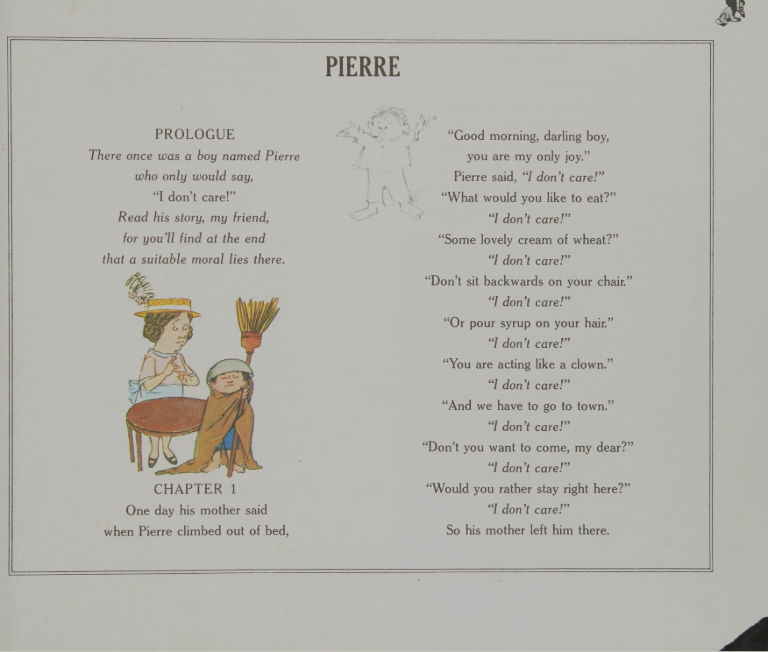 PIERRE
PROLOGUE
There once was a boy named Pierre
who only would say,
“I don’t care!”
Read his story, my friend,
for you’ll find at the end
that a suitable moral lies there.
CHAPTER 1
One day his mother said
when Pierre climbed out of bed,
“Good morning, darling boy,
you are my only joy.”
Pierre said, “I don’t care!”
“What would you like to eat?”
“I don’t care!”
“Some lovely cream of wheat?”
“I don’t care!”
“Don’t sit backwards on your chair.”
“I don’t care!”
“Or pour syrup on your hair.”
“I don’t care!”
“You are acting like a clown.”
“I don’t care!”
“And we have to go to town.”
“I don’t care!”
“Don’t you want to come, my dear?”
“I don’t care!”
“Would you rather stay right here?”
“I don’t care!”
So his mother left him there.